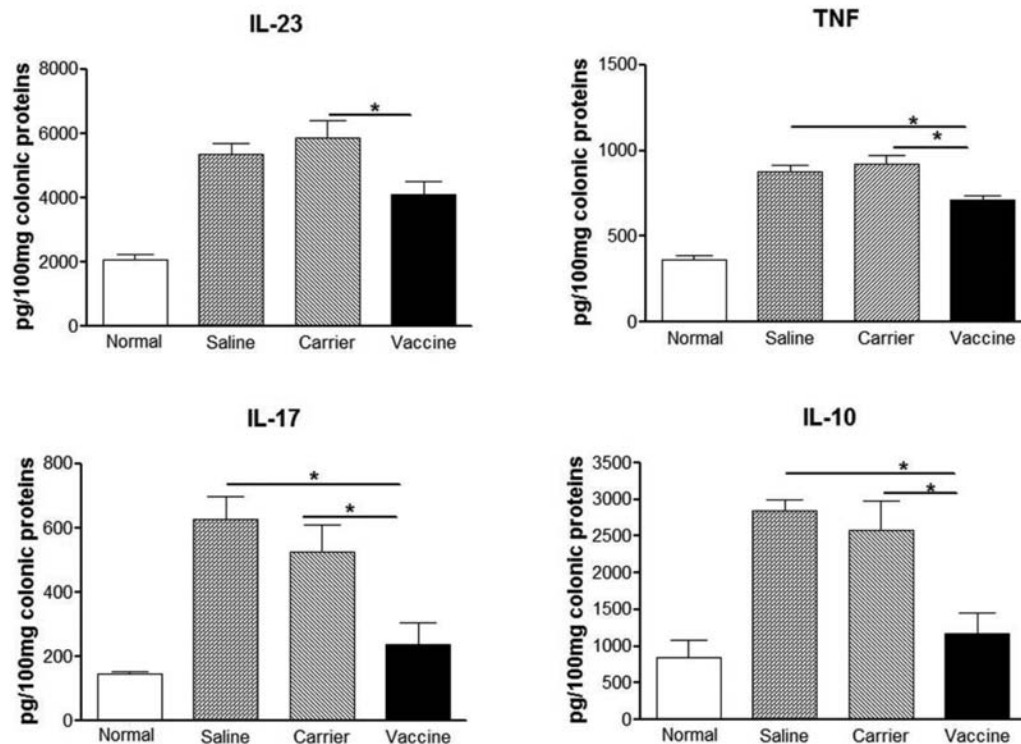 IL-23
pg/100mg colonic proteins
8000
6000
4000
2000
0
*
Normal Saline Carrier Vaccine
TNF
pg/100mg colonic proteins
1500
1000
500
0
*
*
Normal Saline Carrier Vaccine
IL-17
pg/100mg colonic proteins
800
600
400
200
0
*
*
Normal Saline Carrier Vaccine
IL-10
pg/100mg colonic proteins
3500
3000
2500
2000
1500
1000
500
0
*
*
Normal Saline Carrier Vaccine